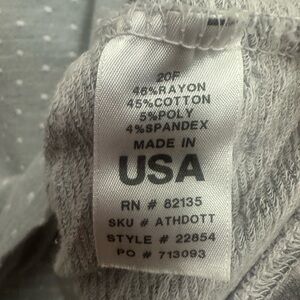 20F
46%RAYON
45%COTTON
5%POLY
4%SPANDEX
MADE IN
USA
RN # 82135
SKU # ATHDOTT
STYLE # 22854
PO # 713093